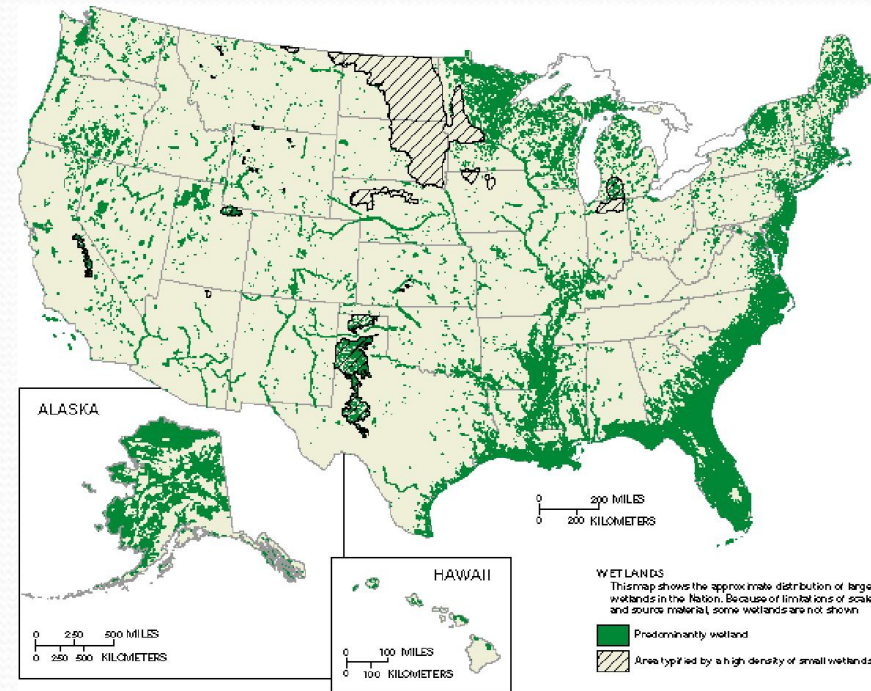 ALASKA
0 250 500 MILES
0 250 500 KILOMETERS
HAWAII
0 100 MILES
0 100 KILOMETERS
0 200 MILES
0 200 KILOMETERS
WETLANDS
This map shows the approximate distribution of large
wetlands in the Nation. Because of limitations of scale
and source material, some wetlands are not shown
Predominantly wetland
Area typified by a high density of small wetlands